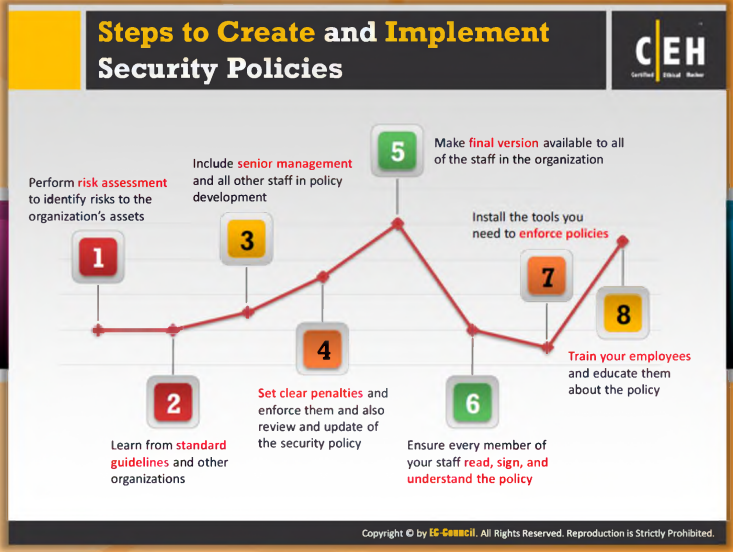 Steps to Create and Implement
Security Policies
C|EH
Certified Ethical Hacker
1
Perform risk assessment
to identify risks to the
organization's assets
2
Learn from standard
guidelines and other
organizations
3
Include senior management
and all other staff in policy
development
4
Set clear penalties and
enforce them and also
review and update of
the security policy
5
Make final version available to all
of the staff in the organization
6
Ensure every member of
your staff read, sign, and
understand the policy
7
Install the tools you
need to enforce policies
8
Train your employees
and educate them
about the policy
Copyright © by EC-Council. All Rights Reserved. Reproduction is Strictly Prohibited.